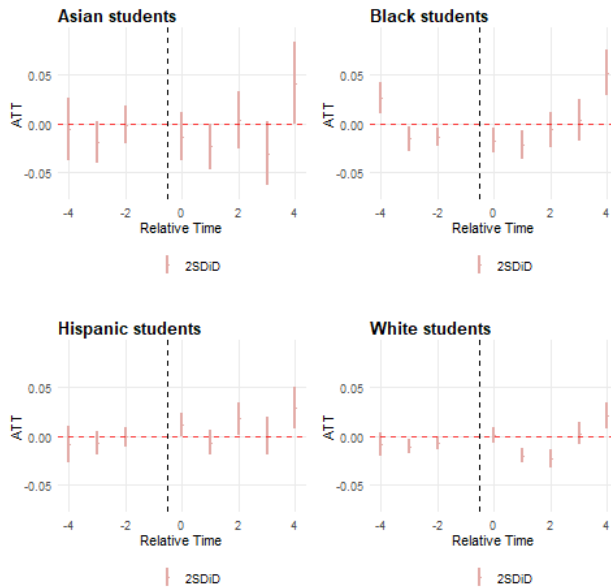 Asian students
ATT
0.05
0.00
-0.05
-4
-2
0
2
4
Relative Time
2SDiD
Black students
ATT
0.05
0.00
-0.05
-4
-2
0
2
4
Relative Time
2SDiD
Hispanic students
ATT
0.05
0.00
-0.05
-4
-2
0
2
4
Relative Time
2SDiD
White students
ATT
0.05
0.00
-0.05
-4
-2
0
2
4
Relative Time
2SDiD